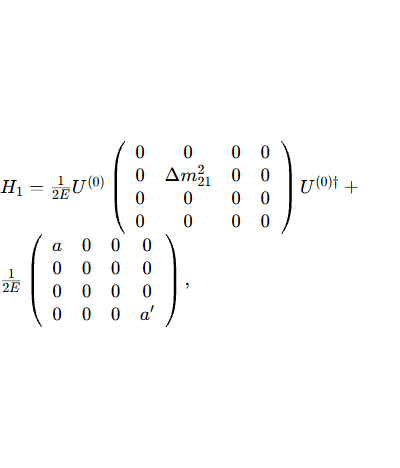 $H_1 = \frac{1}{2E} U^{(0)} \begin{pmatrix} 0 & 0 & 0 & 0 \\ 0 & \Delta m^2_{21} & 0 & 0 \\ 0 & 0 & 0 & 0 \\ 0 & 0 & 0 & 0 \end{pmatrix} U^{(0)\dagger} +$
$\frac{1}{2E} \begin{pmatrix} a & 0 & 0 & 0 \\ 0 & 0 & 0 & 0 \\ 0 & 0 & 0 & 0 \\ 0 & 0 & 0 & a' \end{pmatrix},$